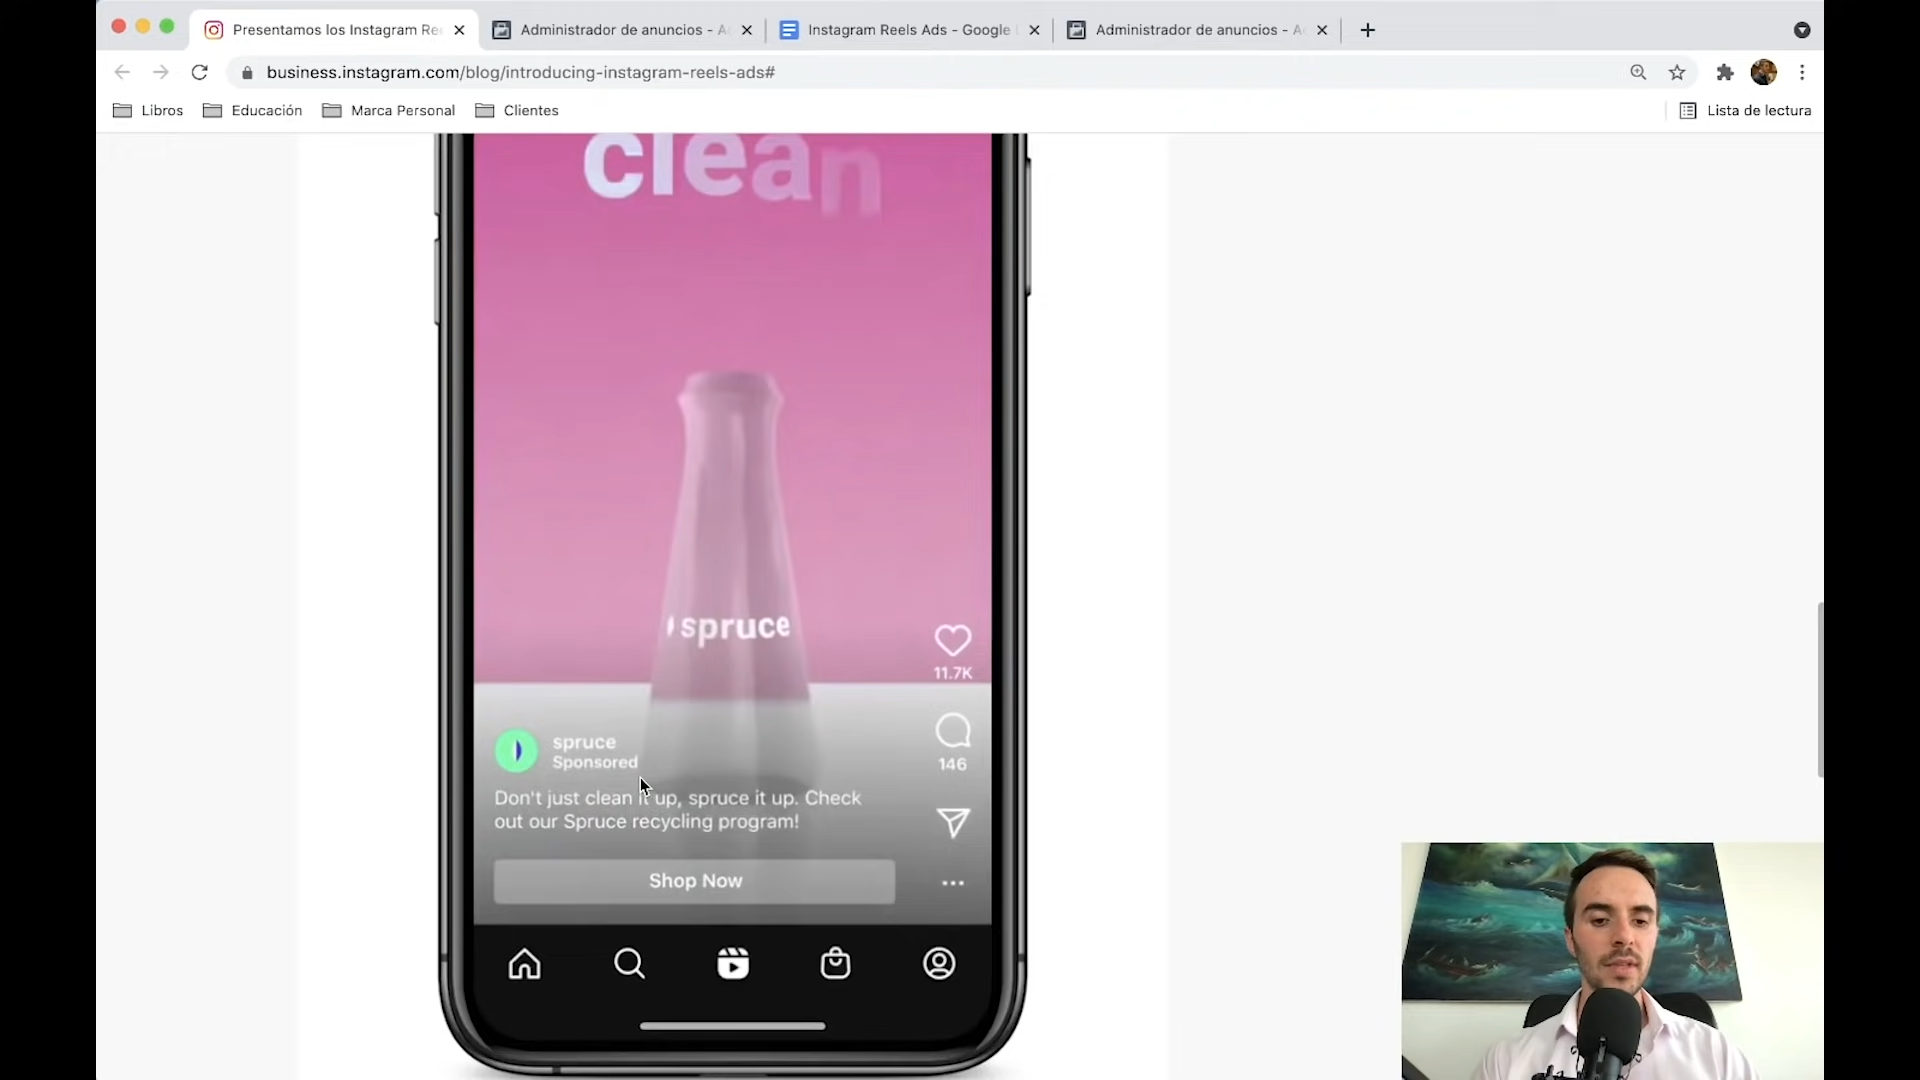 Presentamos los Instagram Re
Administrador de anuncios - A
Instagram Reels Ads - Google
Administrador de anuncios - A
business.instagram.com/blog/introducing-instagram-reels-ads#
Libros
Educación
Marca Personal
Clientes
Lista de lectura
clean
spruce
11.7K
146
spruce
Sponsored
Don't just clean it up, spruce it up. Check
out our Spruce recycling program!
Shop Now